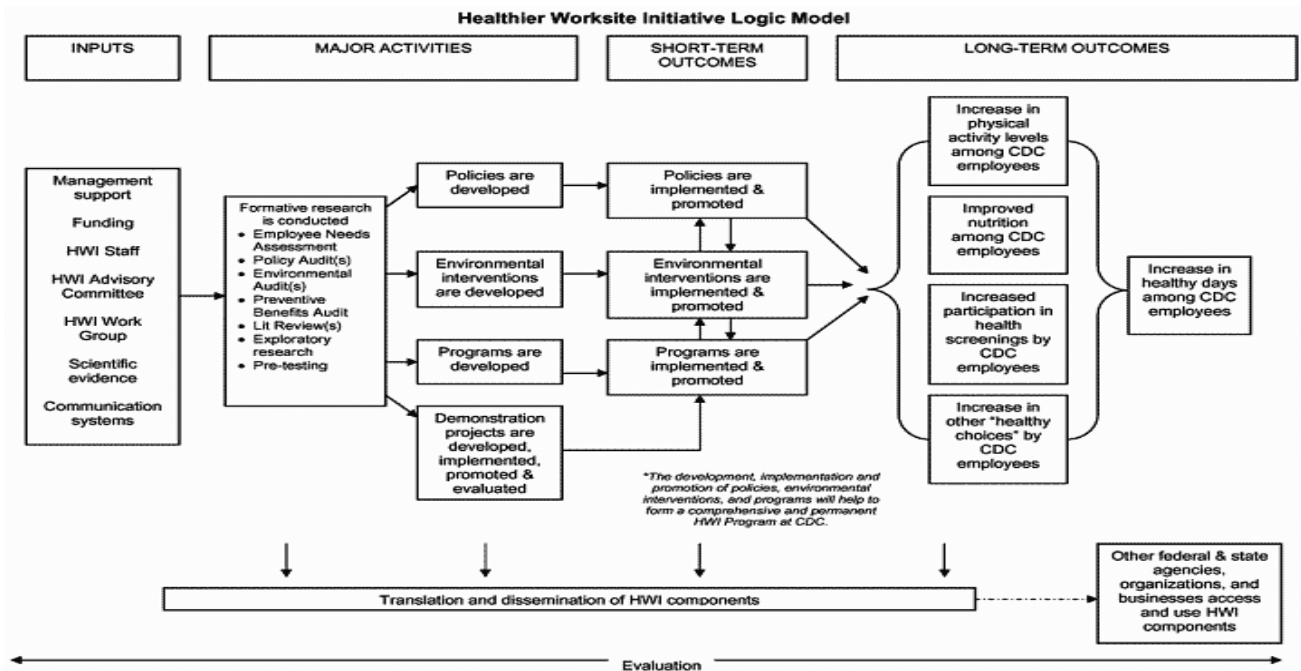 Healthier Worksite Initiative Logic Model
INPUTS
MAJOR ACTIVITIES
SHORT-TERM
OUTCOMES
LONG-TERM OUTCOMES
Management
support
Funding
HWI Staff
HWI Advisory
Committee
HWI Work
Group
Scientific
evidence
Communication
systems
Formative research
is conducted
• Employee Needs
Assessment
• Policy Audit(s)
• Environmental
Audit(s)
• Preventive
Benefits Audit
• Lit Review(s)
• Exploratory
research
• Pre-testing
Policies are
developed
Environmental
interventions
are developed
Programs are
developed
Demonstration
projects are
developed,
implemented,
promoted &
evaluated
Policies are
implemented &
promoted
Environmental
interventions are
implemented &
promoted
Programs are
implemented &
promoted
*The development, implementation and
promotion of policies, environmental
interventions, and programs will help to
form a comprehensive and permanent
HWI Program at CDC.
Increase in
physical
activity levels
among CDC
employees
Improved
nutrition
among CDC
employees
Increased
participation in
health
screenings by
CDC
employees
Increase in
other "healthy
choices" by
CDC
employees
Increase in
healthy days
among CDC
employees
Translation and dissemination of HWI components
Other federal & state
agencies,
organizations, and
businesses access
and use HWI
components
Evaluation